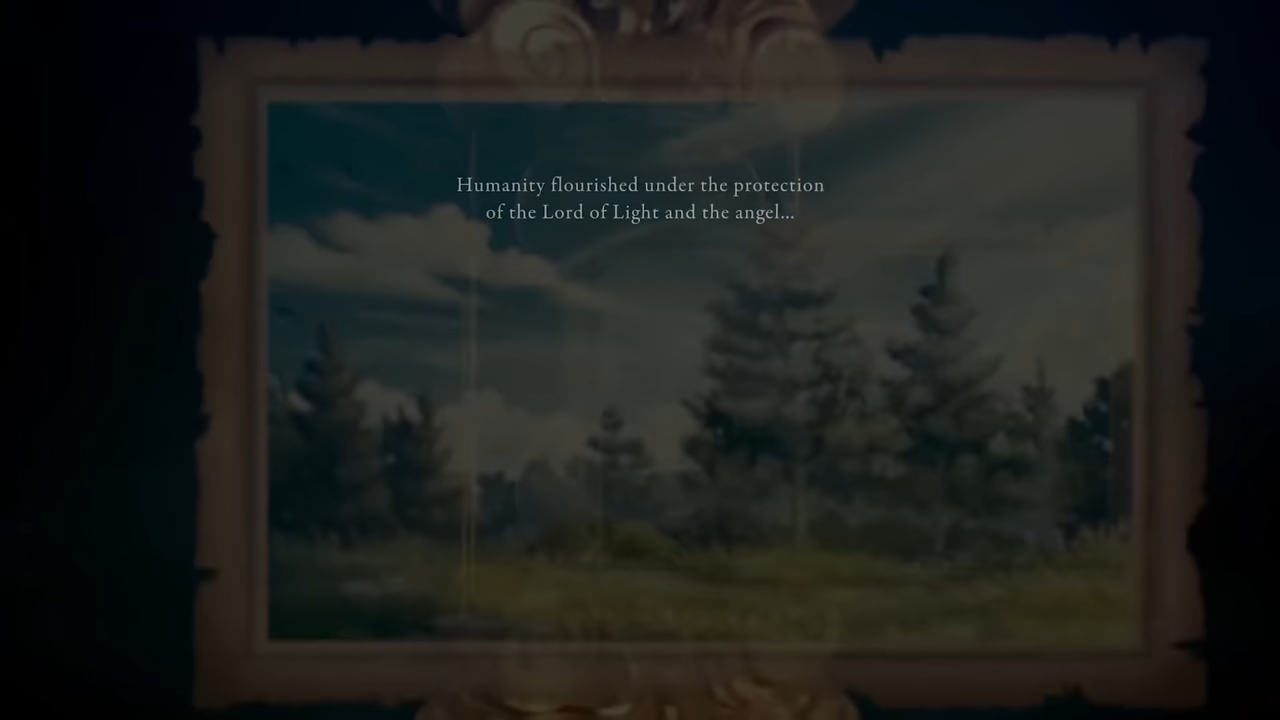 Humanity flourished under the protection
of the Lord of Light and the angel...